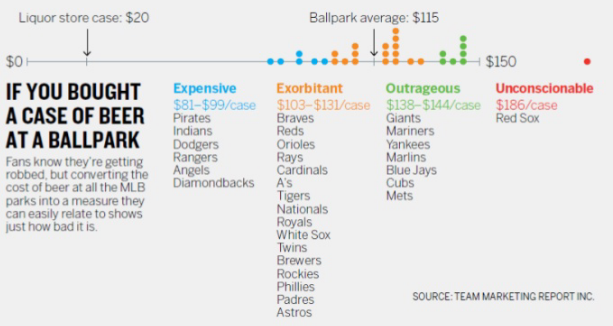 Liquor store case: $20
Ballpark average: $115
$0
$150
IF YOU BOUGHT
A CASE OF BEER
AT A BALLPARK
Fans know they're getting
robbed, but converting the
cost of beer at all the MLB
parks into a measure they
can easily relate to shows
just how bad it is.
Expensive
$81–$99/case
Pirates
Indians
Dodgers
Rangers
Angels
Diamondbacks
Exorbitant
$103–$131/case
Braves
Reds
Orioles
Rays
Cardinals
A's
Tigers
Nationals
Royals
White Sox
Twins
Brewers
Rockies
Phillies
Padres
Astros
Outrageous
$138–$144/case
Giants
Mariners
Yankees
Marlins
Blue Jays
Cubs
Mets
Unconscionable
$186/case
Red Sox
SOURCE: TEAM MARKETING REPORT INC.